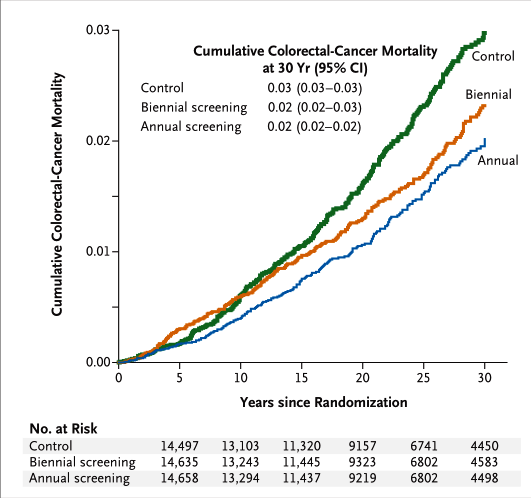 0.03
Cumulative Colorectal-Cancer Mortality
at 30 Yr (95% CI)
Control 0.03 (0.03–0.03)
Biennial screening 0.02 (0.02–0.03)
Annual screening 0.02 (0.02–0.02)
Control
Biennial
Annual
0.02
0.01
0.00
Cumulative Colorectal-Cancer Mortality
0 5 10 15 20 25 30
Years since Randomization
No. at Risk
Control 14,497 13,103 11,320 9157 6741 4450
Biennial screening 14,635 13,243 11,445 9323 6802 4583
Annual screening 14,658 13,294 11,437 9219 6802 4498